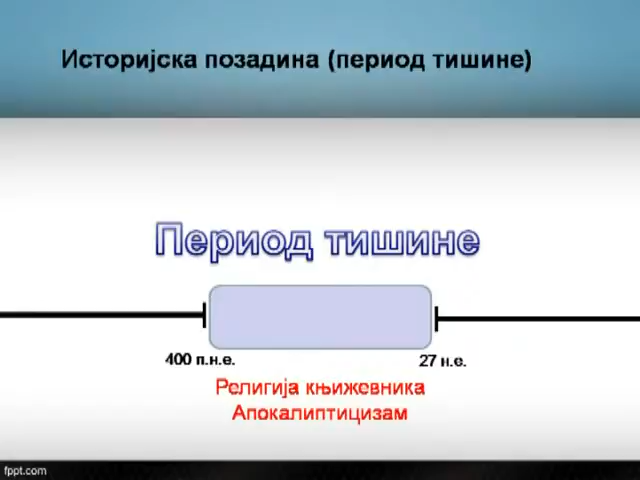 Историјска позадина (период тишине)
Период тишине
400 п.н.е.
27 н.е.
Религија књижевника
Апокалиптицизам
fppt.com